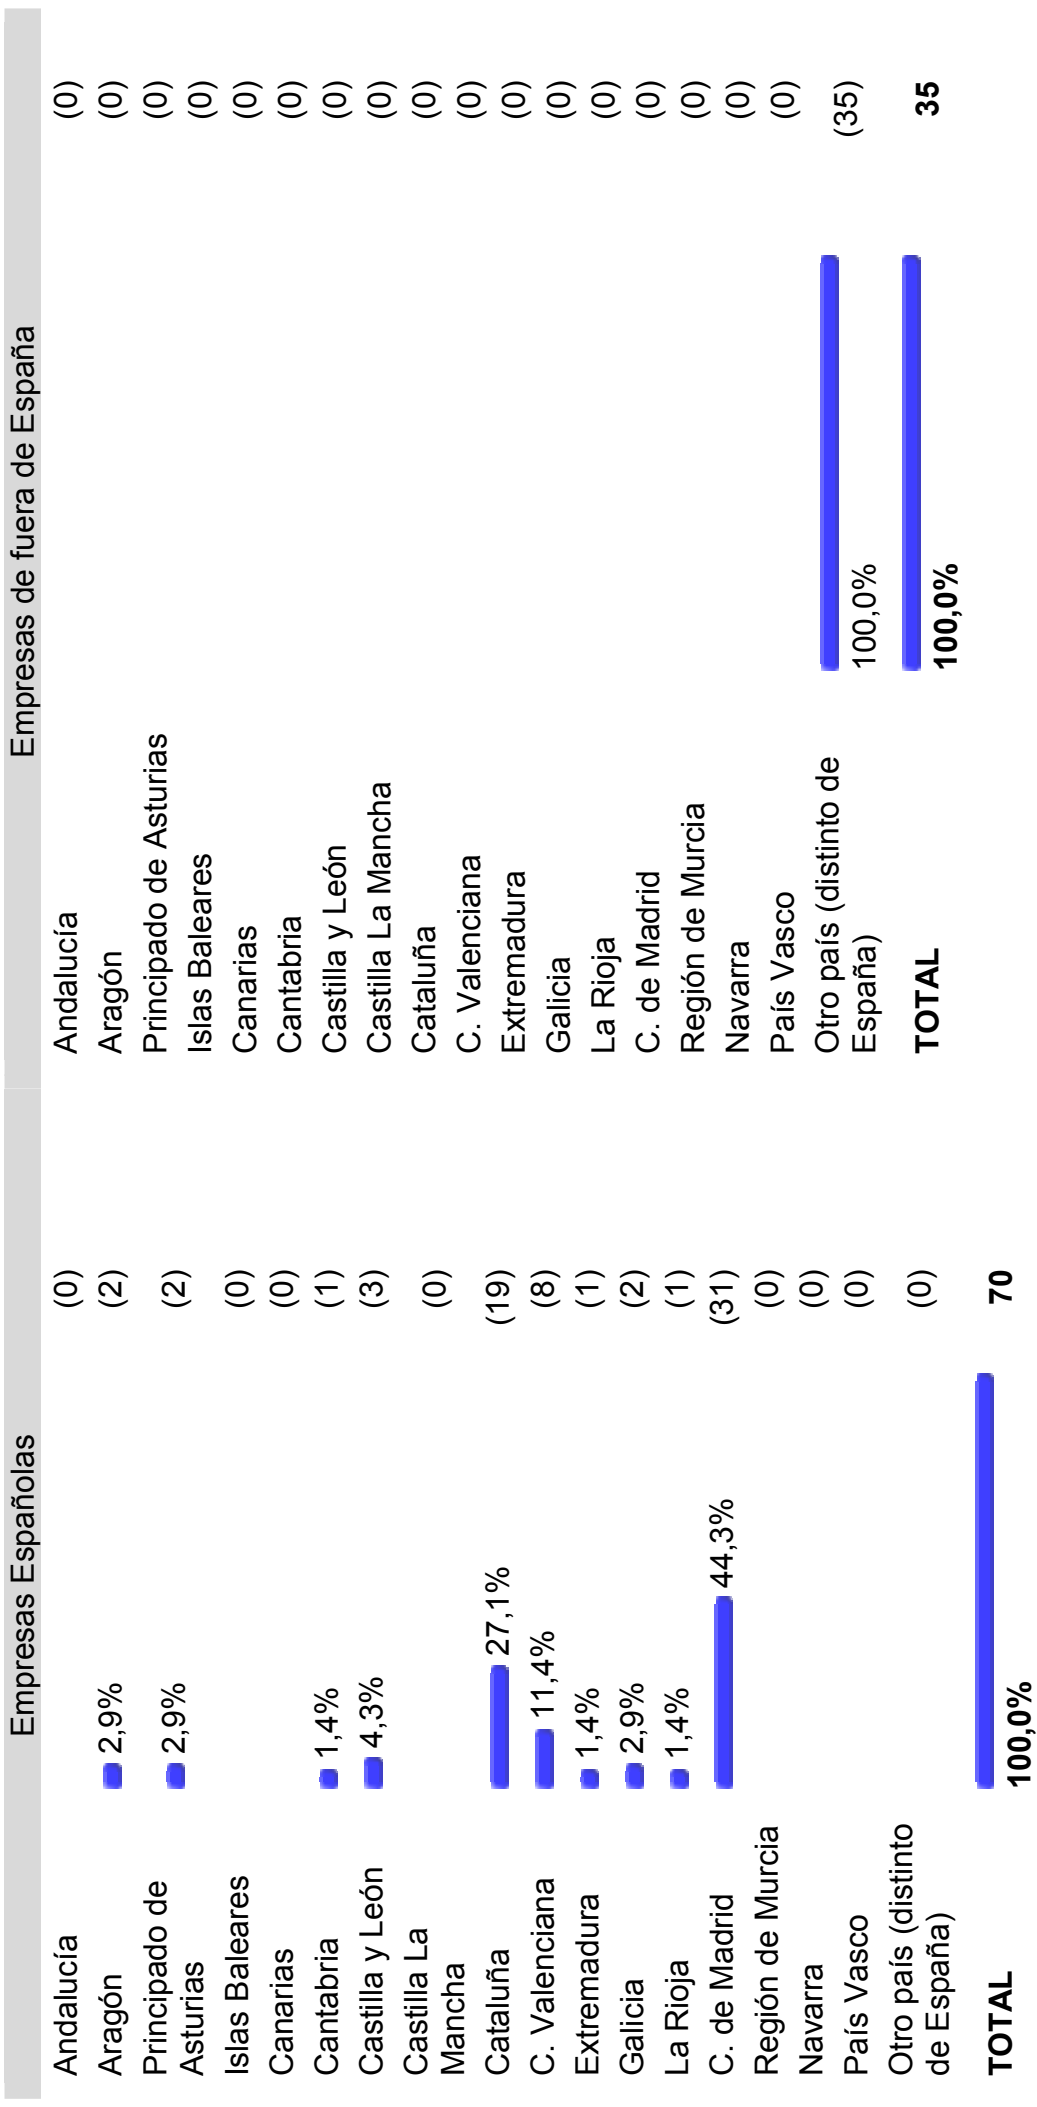 Empresas Españolas
Andalucía (0)
Aragón 2,9% (2)
Principado de
Asturias 2,9% (2)
Islas Baleares (0)
Canarias (0)
Cantabria 1,4% (1)
Castilla y León 4,3% (3)
Castilla La
Mancha (0)
Cataluña 27,1% (19)
C. Valenciana 11,4% (8)
Extremadura 1,4% (1)
Galicia 2,9% (2)
La Rioja 1,4% (1)
C. de Madrid 44,3% (31)
Región de Murcia (0)
Navarra (0)
País Vasco (0)
Otro país (distinto
de España) (0)
TOTAL 100,0% 70
Empresas de fuera de España
Andalucía (0)
Aragón (0)
Principado de Asturias (0)
Islas Baleares (0)
Canarias (0)
Cantabria (0)
Castilla y León (0)
Castilla La Mancha (0)
Cataluña (0)
C. Valenciana (0)
Extremadura (0)
Galicia (0)
La Rioja (0)
C. de Madrid (0)
Región de Murcia (0)
Navarra (0)
País Vasco (0)
Otro país (distinto de
España) 100,0% (35)
TOTAL 100,0% 35